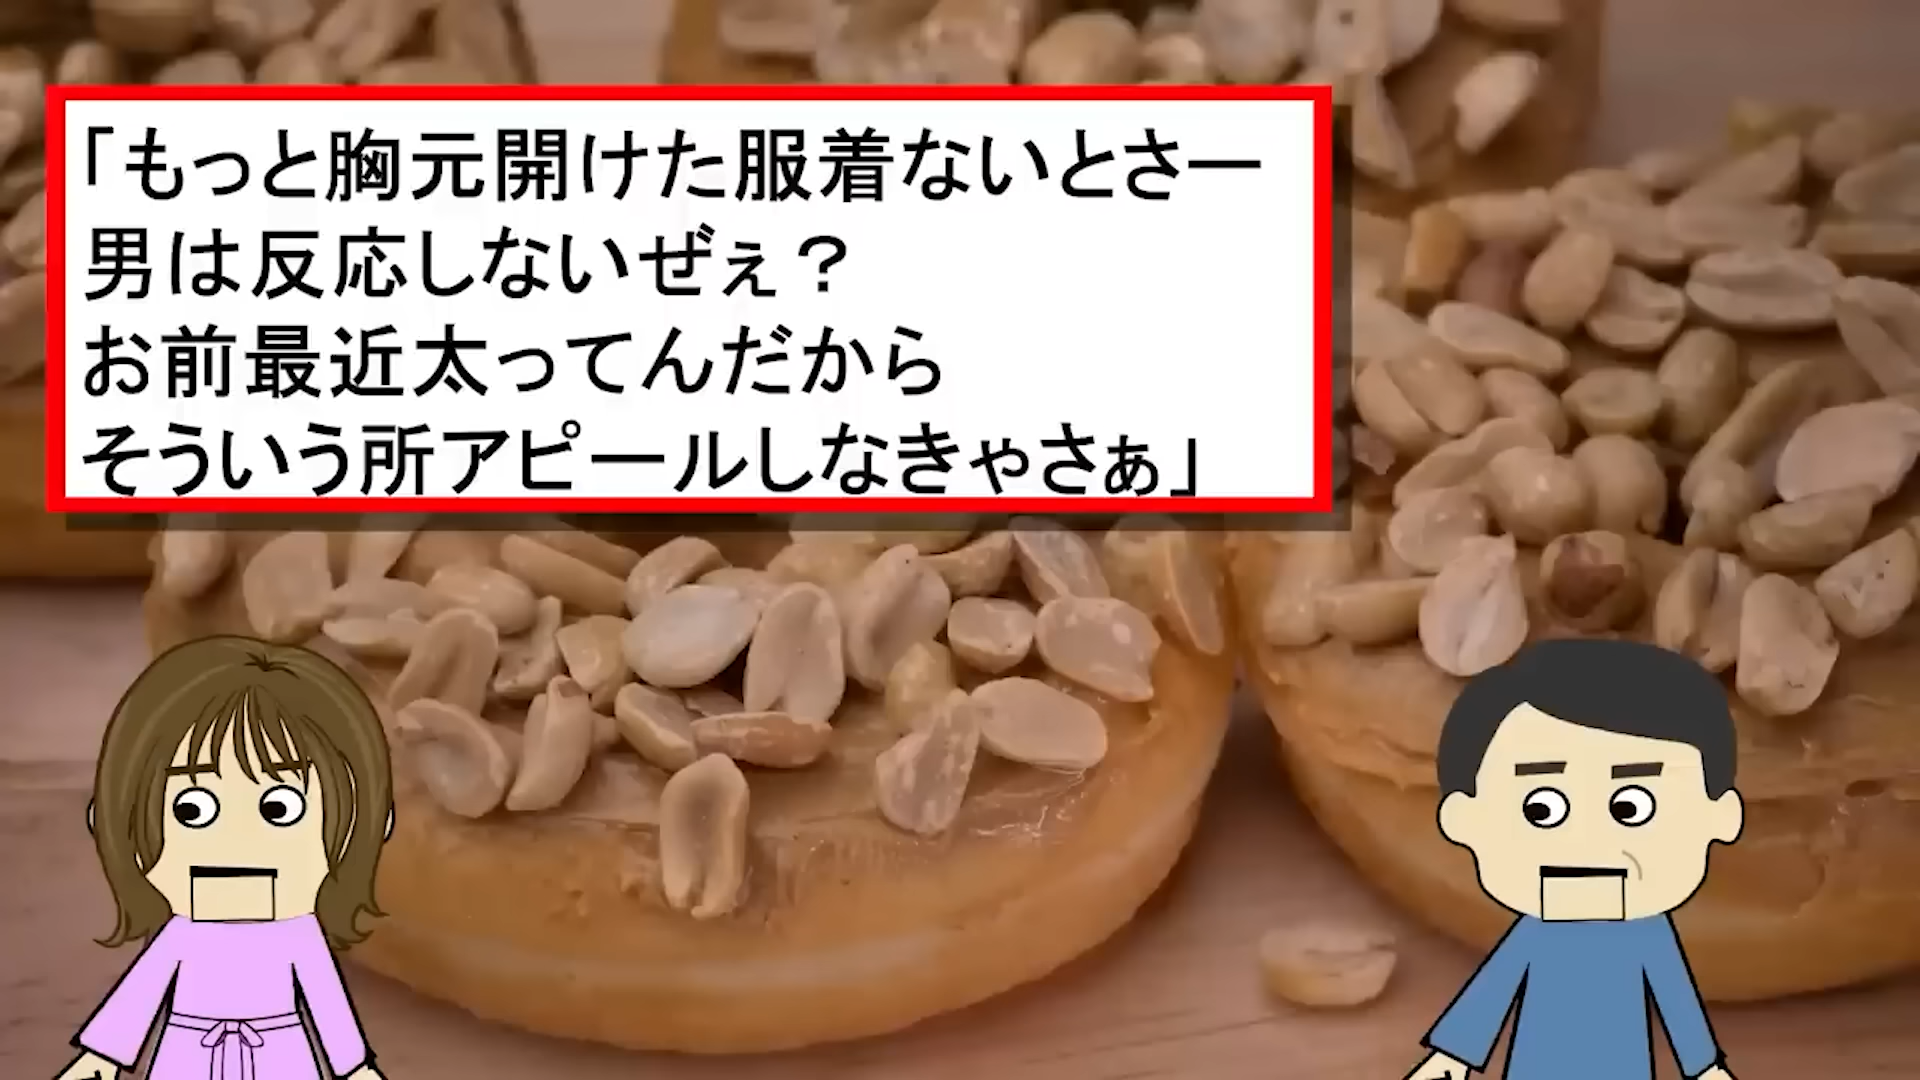 「もっと胸元開けた服着ないとさー
男は反応しないぜぇ？
お前最近太ってんだから
そういう所アピールしなきゃさぁ」